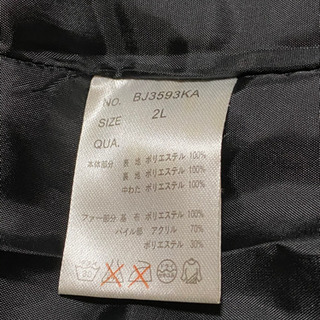 NO. BJ3593KA
SIZE 2L
QUA.
本体部分 表 地 ポリエステル 100%
裏 地 ポリエステル 100%
中わた ポリエステル 100%
ファー部分 基 布 ポリエステル 100%
パイル部 アクリル 70%
ポリエステル 30%